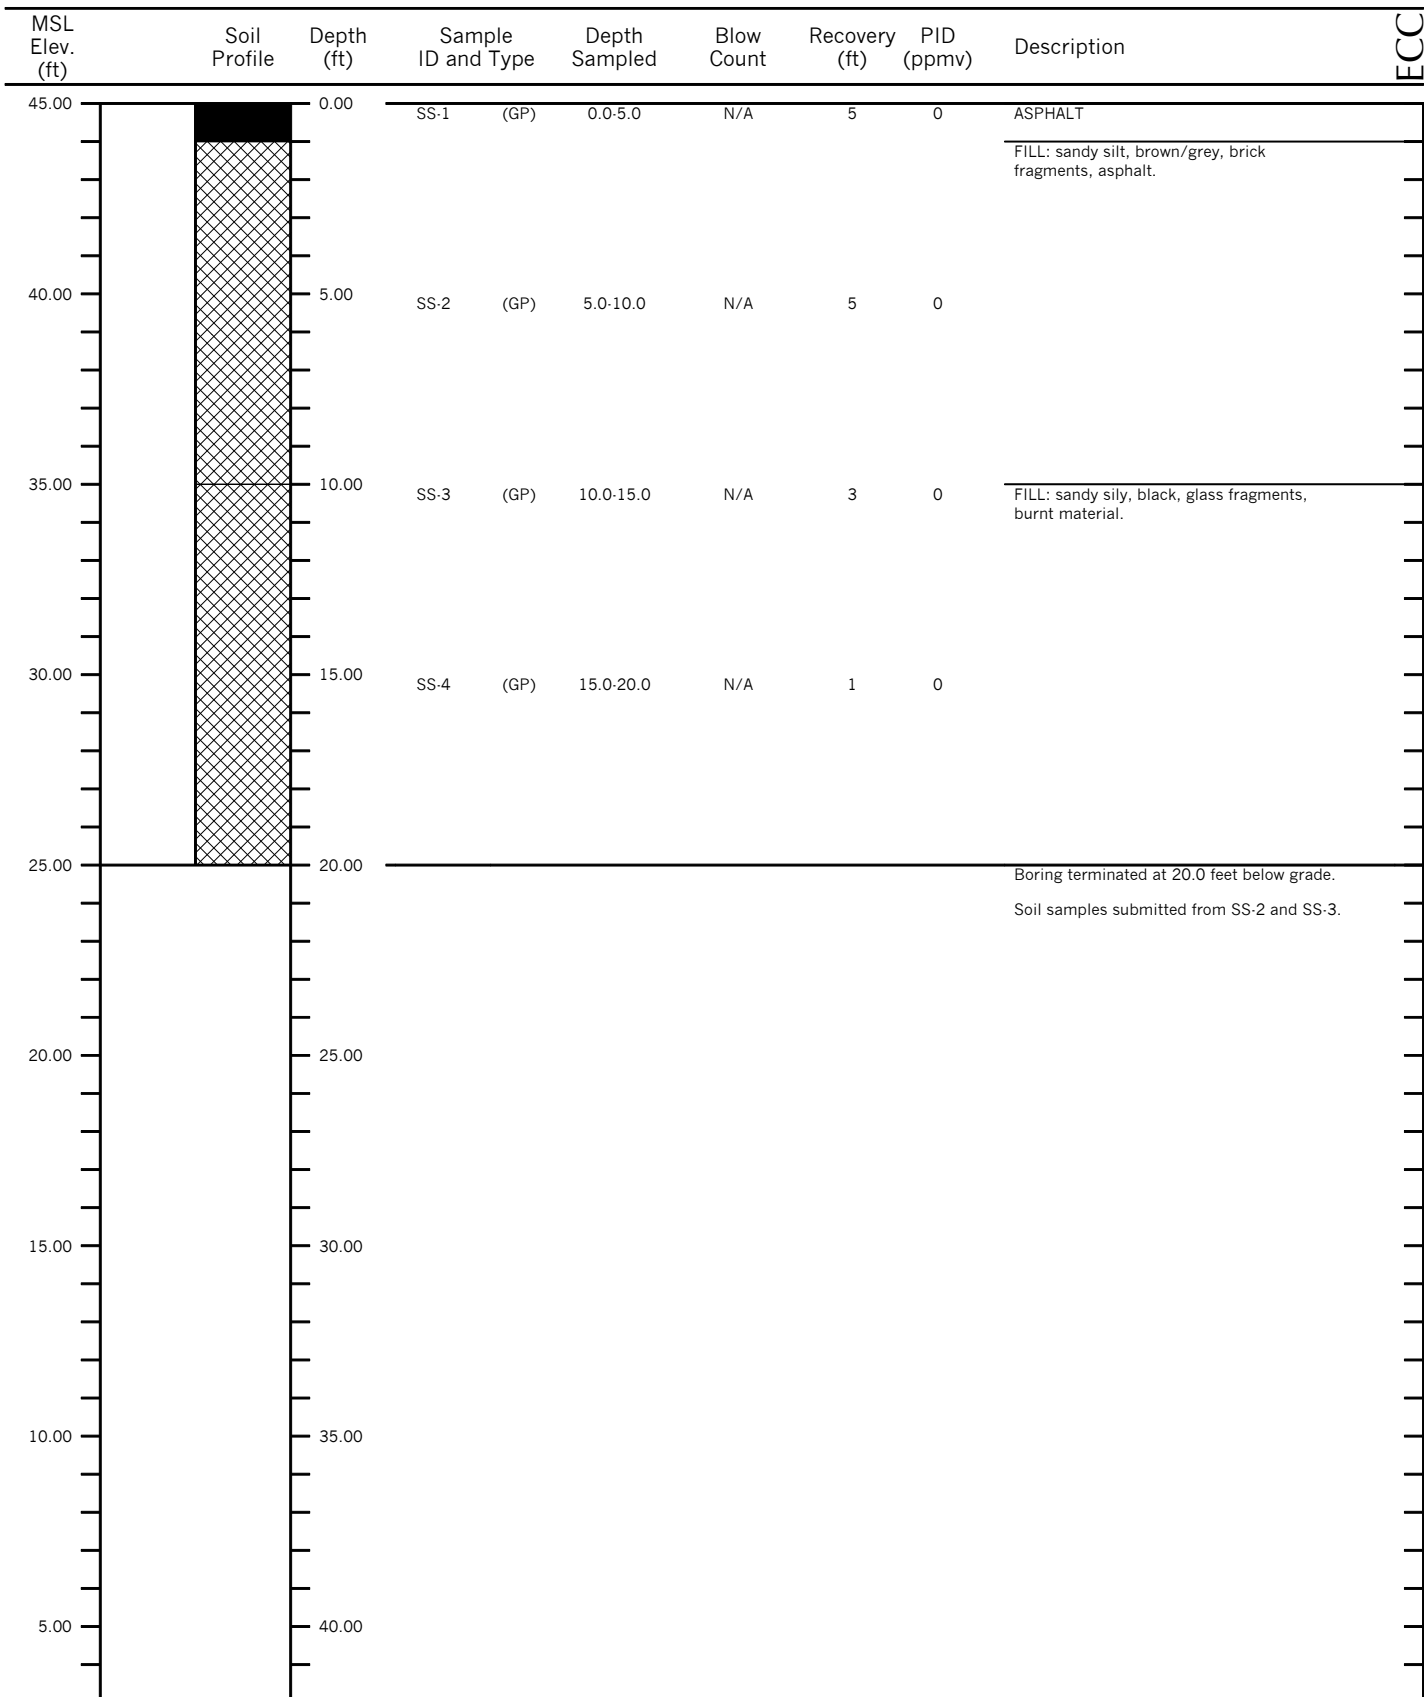 MSL Elev. (ft) Soil Profile Depth (ft) Sample ID and Type Depth Sampled Blow Count Recovery (ft) PID (ppmv) Description ECC
45.00 0.00 SS-1 (GP) 0.0-5.0 N/A 5 0 ASPHALT
FILL: sandy silt, brown/grey, brick
fragments, asphalt.
40.00 5.00 SS-2 (GP) 5.0-10.0 N/A 5 0
35.00 10.00 SS-3 (GP) 10.0-15.0 N/A 3 0 FILL: sandy sily, black, glass fragments,
burnt material.
30.00 15.00 SS-4 (GP) 15.0-20.0 N/A 1 0
25.00 20.00 Boring terminated at 20.0 feet below grade.
Soil samples submitted from SS-2 and SS-3.
20.00 25.00
15.00 30.00
10.00 35.00
5.00 40.00